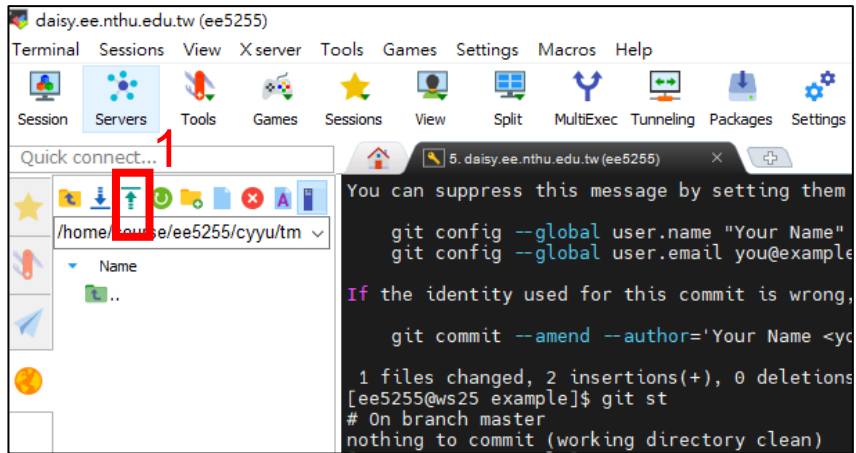 daisy.ee.nthu.edu.tw (ee5255)
Terminal Sessions View X server Tools Games Settings Macros Help
Session Servers Tools Games Sessions View Split MultiExec Tunneling Packages Settings
1
Quick connect...
5. daisy.ee.nthu.edu.tw (ee5255)
A
/home/course/ee5255/cyyu/tm
Name
..
You can suppress this message by setting them
git config --global user.name "Your Name"
git config --global user.email you@example
If the identity used for this commit is wrong,
git commit --amend --author='Your Name <yo
1 files changed, 2 insertions(+), 0 deletions
[ee5255@ws25 example]$ git st
# On branch master
nothing to commit (working directory clean)